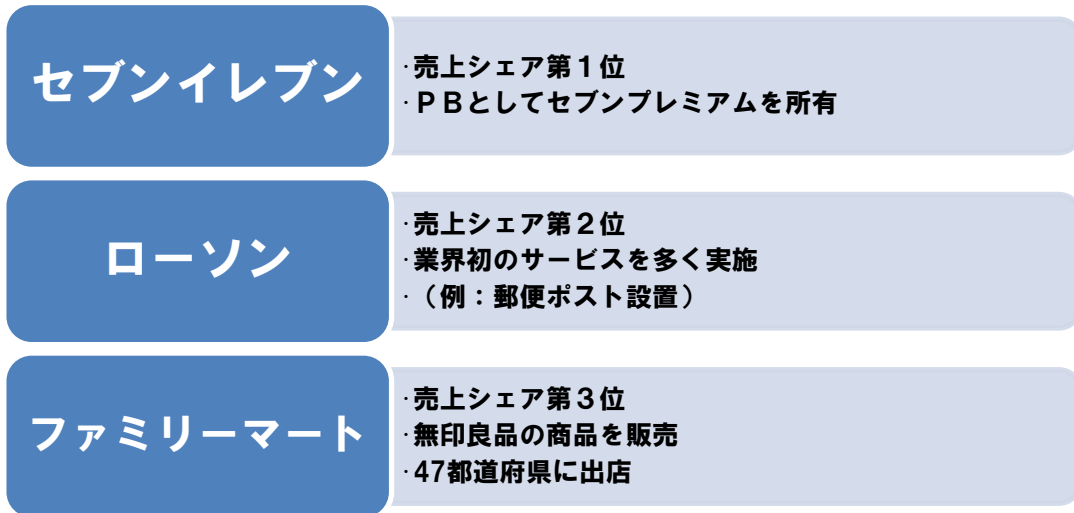 セブンイレブン
·売上シェア第１位
·ＰＢとしてセブンプレミアムを所有
ローソン
·売上シェア第２位
·業界初のサービスを多く実施
·（例：郵便ポスト設置）
ファミリーマート
·売上シェア第３位
·無印良品の商品を販売
·47都道府県に出店